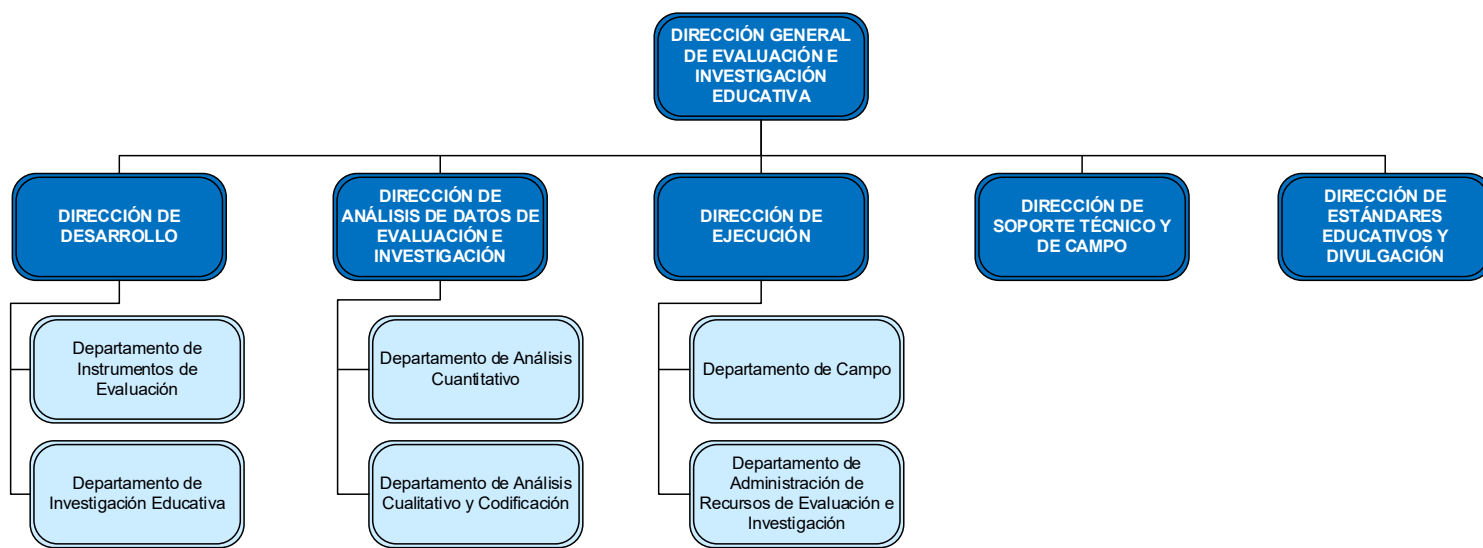 DIRECCIÓN GENERAL
DE EVALUACIÓN E
INVESTIGACIÓN
EDUCATIVA
DIRECCIÓN DE
DESARROLLO
DIRECCIÓN DE
ANÁLISIS DE DATOS DE
EVALUACIÓN E
INVESTIGACIÓN
DIRECCIÓN DE
EJECUCIÓN
DIRECCIÓN DE
SOPORTE TÉCNICO Y
DE CAMPO
DIRECCIÓN DE
ESTÁNDARES
EDUCATIVOS Y
DIVULGACIÓN
Departamento de
Instrumentos de
Evaluación
Departamento de Análisis
Cuantitativo
Departamento de Campo
Departamento de
Investigación Educativa
Departamento de Análisis
Cualitativo y Codificación
Departamento de
Administración de
Recursos de Evaluación e
Investigación